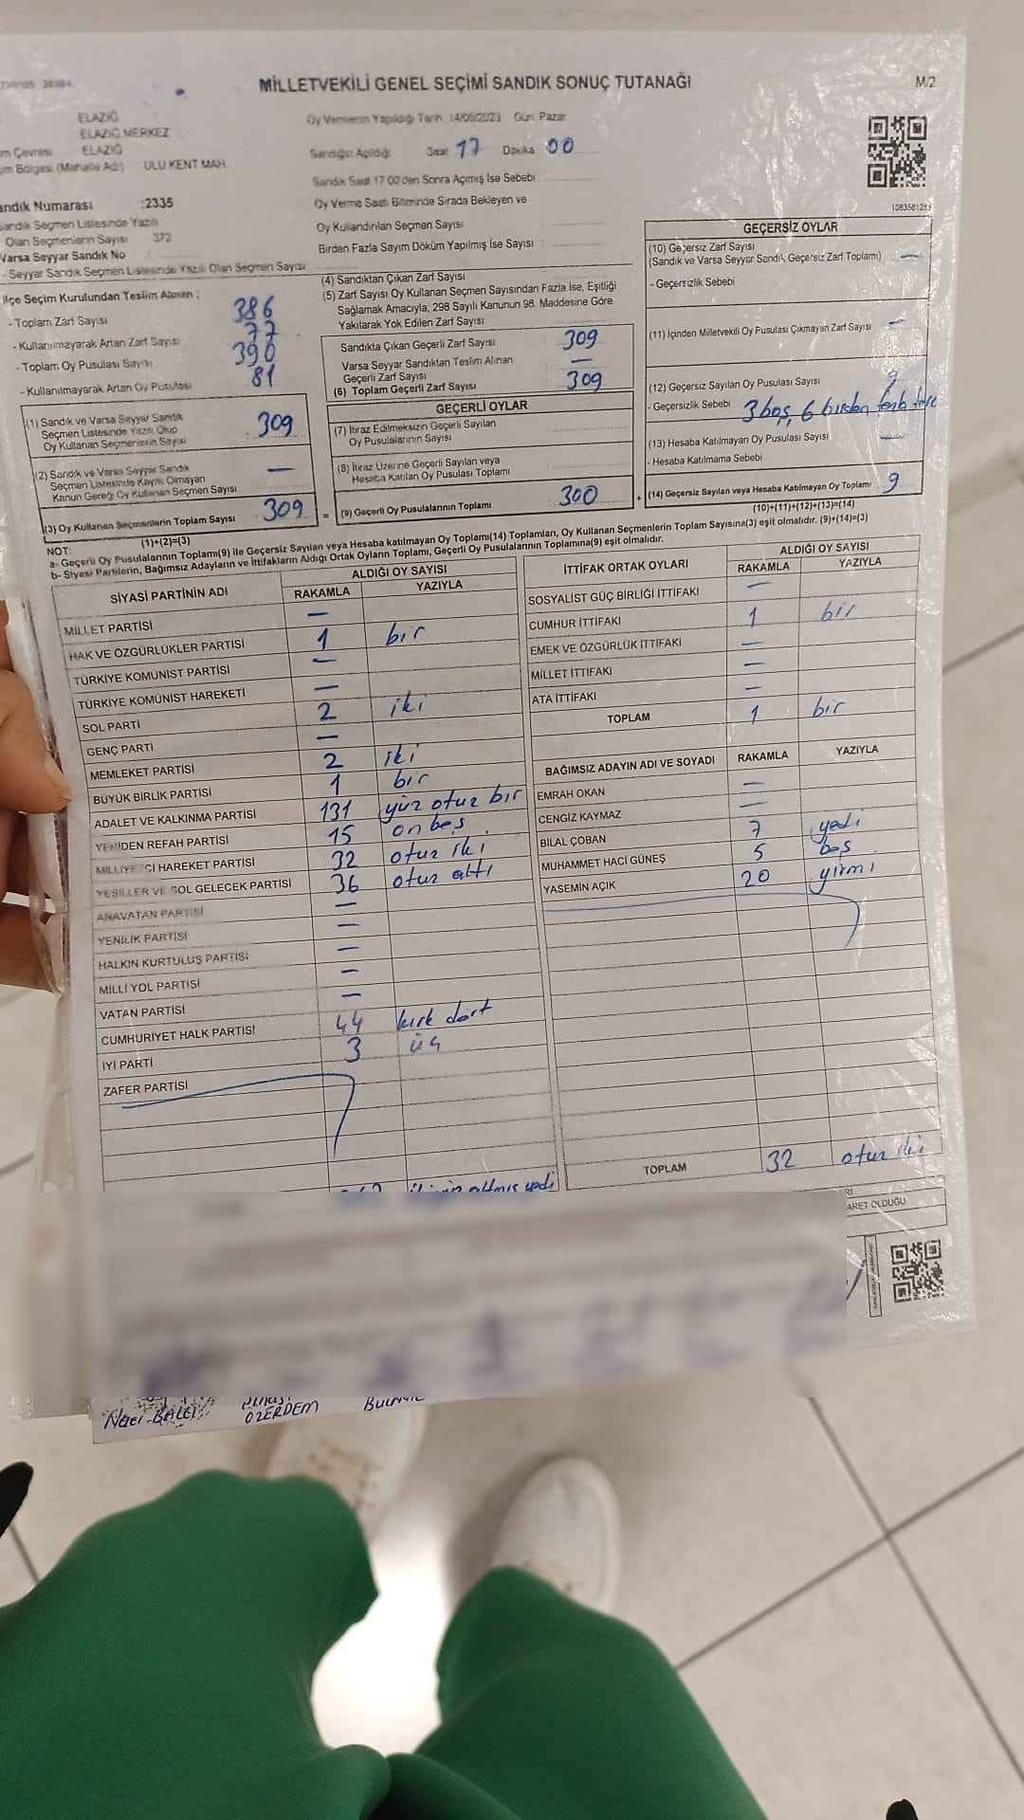 MİLLETVEKİLİ GENEL SEÇİMİ SANDIK SONUÇ TUTANAĞI
M/2
ELAZIĞ
ELAZIĞ MERKEZ
Çevresi ELAZIĞ
Bölgesi (Mahalle Adı) ULU KENT MAH.
Sandık Numarası :2335
Sandık Seçmen Listesinde Yazılı
Olan Seçmenlerin Sayısı 372
Varsa Seyyar Sandık No
- Seyyar Sandık Seçmen Listesinde Yazılı Olan Seçmen Sayısı
Oy Vermenin Yapıldığı Tarih 14/05/2023 Gün: Pazar
Sandığın Açıldığı Saat 17 Dakika 00
Sandık Saat 17:00'den Sonra Açılmış İse Sebebi
Oy Verme Saati Bitiminde Sırada Bekleyen ve
Oy Kullandırılan Seçmen Sayısı
Birden Fazla Sayım Döküm Yapılmış İse Sayısı
1083581285
İlçe Seçim Kurulundan Teslim Alınan :
- Toplam Zarf Sayısı 386
- Kullanılmayarak Artan Zarf Sayısı 77
- Toplam Oy Pusulası Sayısı 390
- Kullanılmayarak Artan Oy Pusulası 81
(1) Sandık ve Varsa Seyyar Sandık
Seçmen Listesinde Yazılı Olup
Oy Kullanan Seçmenlerin Sayısı 309
(2) Sandık ve Varsa Seyyar Sandık
Seçmen Listesinde Kaydı Olmayan
Kanun Gereği Oy Kullanan Seçmen Sayısı —
(3) Oy Kullanan Seçmenlerin Toplam Sayısı 309
(1)+(2)=(3)
(4) Sandıktan Çıkan Zarf Sayısı
(5) Zarf Sayısı Oy Kullanan Seçmen Sayısından Fazla İse, Eşitliği
Sağlamak Amacıyla, 298 Sayılı Kanunun 98. Maddesine Göre
Yakılarak Yok Edilen Zarf Sayısı
Sandıkta Çıkan Geçerli Zarf Sayısı 309
Varsa Seyyar Sandıktan Teslim Alınan
Geçerli Zarf Sayısı —
(6) Toplam Geçerli Zarf Sayısı 309
GEÇERLİ OYLAR
(7) İtiraz Edilmeksizin Geçerli Sayılan
Oy Pusulalarının Sayısı
(8) İtiraz Üzerine Geçerli Sayılan veya
Hesaba Katılan Oy Pusulası Toplamı
= (9) Geçerli Oy Pusulalarının Toplamı 300
GEÇERSİZ OYLAR
(10) Geçersiz Zarf Sayısı
(Sandık ve Varsa Seyyar Sandık, Geçersiz Zarf Toplamı) —
- Geçersizlik Sebebi
(11) İçinden Milletvekili Oy Pusulası Çıkmayan Zarf Sayısı —
(12) Geçersiz Sayılan Oy Pusulası Sayısı 9
- Geçersizlik Sebebi 3 boş, 6 birden fazla
(13) Hesaba Katılmayan Oy Pusulası Sayısı —
- Hesaba Katılmama Sebebi
+ (14) Geçersiz Sayılan veya Hesaba Katılmayan Oy Toplamı 9
(10)+(11)+(12)+(13)=(14)
NOT:
a- Geçerli Oy Pusulalarının Toplamı(9) ile Geçersiz Sayılan veya Hesaba katılmayan Oy Toplamı(14) Toplamları, Oy Kullanan Seçmenlerin Toplam Sayısına(3) eşit olmalıdır. (9)+(14)=(3)
b- Siyasi Partilerin, Bağımsız Adayların ve İttifakların Aldığı Ortak Oyların Toplamı, Geçerli Oy Pusulalarının Toplamına(9) eşit olmalıdır.
SİYASİ PARTİNİN ADI ALDIĞI OY SAYISI
RAKAMLA YAZIYLA
MİLLET PARTİSİ —
HAK VE ÖZGÜRLÜKLER PARTİSİ 1 bir
TÜRKİYE KOMÜNİST PARTİSİ —
TÜRKİYE KOMÜNİST HAREKETİ —
SOL PARTİ 2 iki
GENÇ PARTİ —
MEMLEKET PARTİSİ 2 iki
BÜYÜK BİRLİK PARTİSİ 1 bir
ADALET VE KALKINMA PARTİSİ 131 yüz otuz bir
YENİDEN REFAH PARTİSİ 15 on beş
MİLLİYETÇİ HAREKET PARTİSİ 32 otuz iki
YEŞİLLER VE SOL GELECEK PARTİSİ 36 otuz altı
ANAVATAN PARTİSİ —
YENİLİK PARTİSİ —
HALKIN KURTULUŞ PARTİSİ —
MİLLİ YOL PARTİSİ —
VATAN PARTİSİ —
CUMHURİYET HALK PARTİSİ 44 kırk dört
İYİ PARTİ 3 üç
ZAFER PARTİSİ
altmış yedi
İTTİFAK ORTAK OYLARI ALDIĞI OY SAYISI
RAKAMLA YAZIYLA
SOSYALİST GÜÇ BİRLİĞİ İTTİFAKI —
CUMHUR İTTİFAKI 1 bir
EMEK VE ÖZGÜRLÜK İTTİFAKI —
MİLLET İTTİFAKI —
ATA İTTİFAKI —
TOPLAM 1 bir
BAĞIMSIZ ADAYIN ADI VE SOYADI RAKAMLA YAZIYLA
EMRAH OKAN —
CENGİZ KAYMAZ —
BİLAL ÇOBAN 7 yedi
MUHAMMET HACİ GÜNEŞ 5 beş
YASEMİN AÇIK 20 yirmi
TOPLAM 32 otuz iki
ARET OLDUĞU
ÖZERDEM